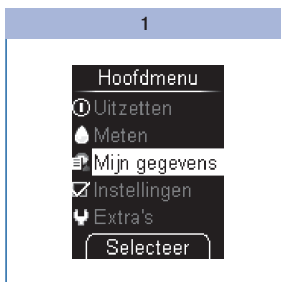 1
Hoofdmenu
Uitzetten
Meten
Mijn gegevens
Instellingen
Extra's
Selecteer